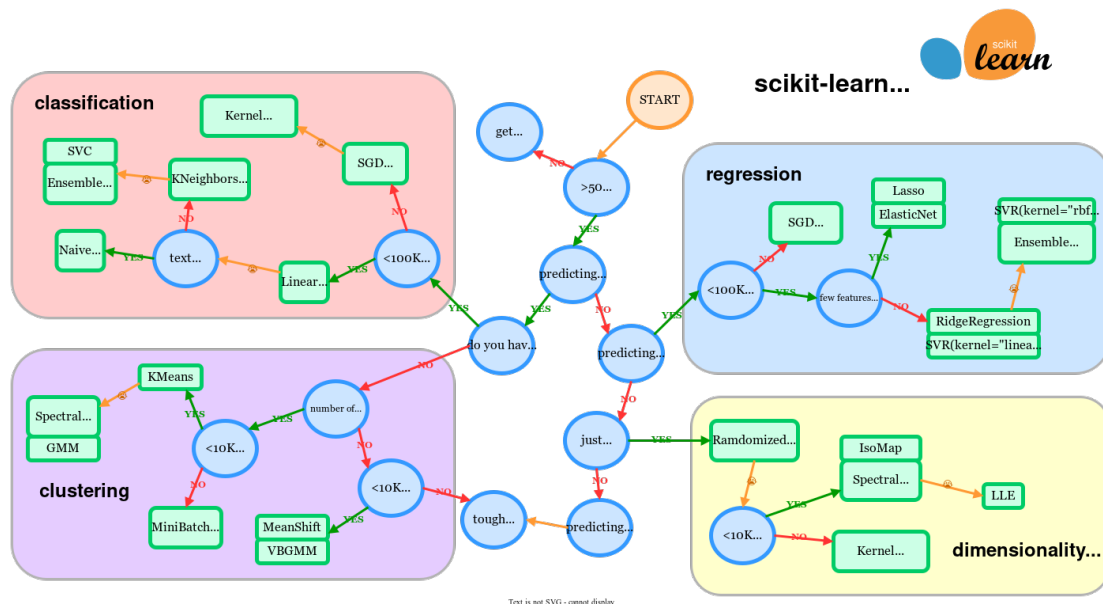 scikit
learn
scikit-learn...
classification
START
get...
Kernel...
NO
SVC
Ensemble...
KNeighbors...
SGD...
>50...
YES
regression
Lasso
ElasticNet
SVR(kernel="rbf...
Ensemble...
SGD...
NO
NO
Naive...
YES
text...
Linear...
YES
<100K...
predicting...
NO
YES
<100K...
YES
few features...
NO
RidgeRegression
SVR(kernel="linea...
YES
YES
NO
YES
do you hav...
predicting...
NO
KMeans
Spectral...
GMM
YES
<10K...
YES
number of...
NO
NO
clustering
MiniBatch...
<10K...
NO
YES
MeanShift
VBGMM
tough...
just...
YES
NO
predicting...
Ramdomized...
IsoMap
Spectral...
YES
LLE
<10K...
NO
Kernel...
dimensionality...
Text is not SVG - cannot display